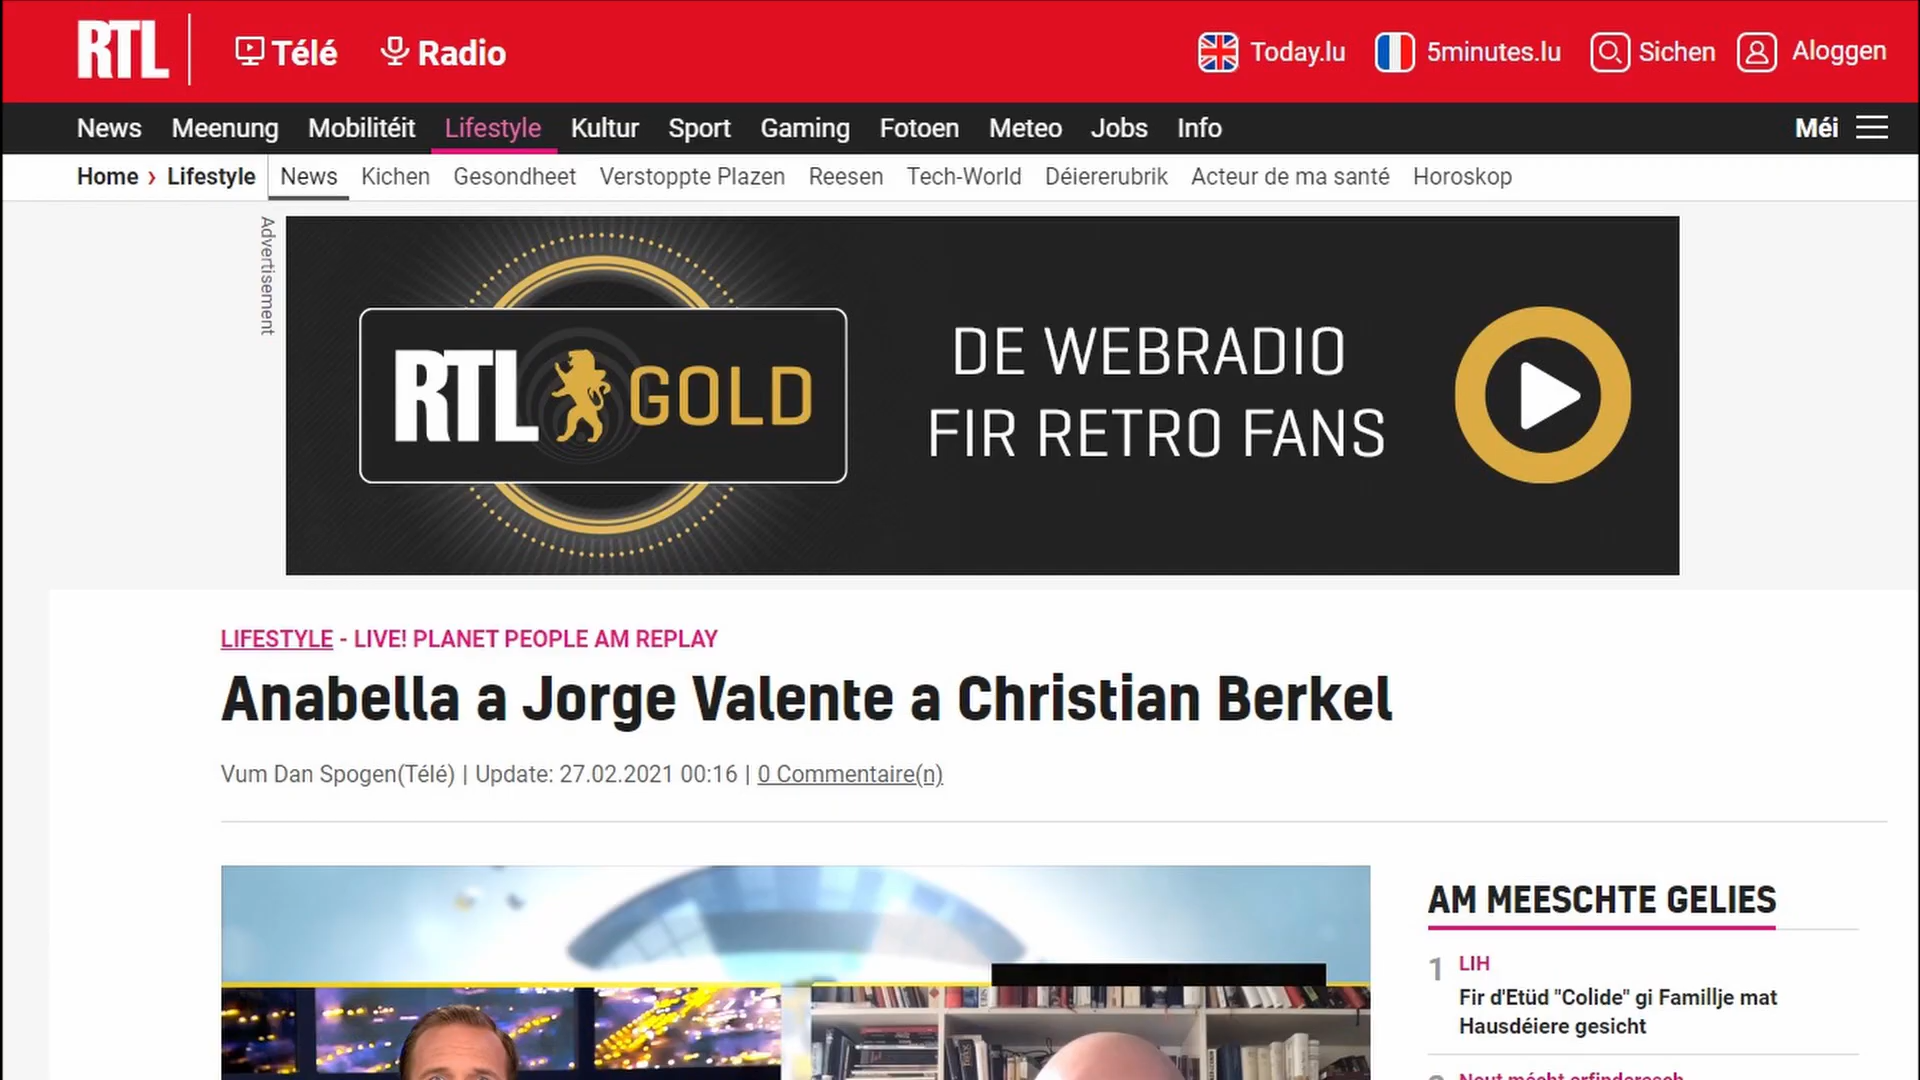 RTL
Télé
Radio
Today.lu
5minutes.lu
Sichen
Aloggen
News Meenung Mobilitéit Lifestyle Kultur Sport Gaming Fotoen Meteo Jobs Info
Méi
Home › Lifestyle News Kichen Gesondheet Verstoppte Plazen Reesen Tech-World Déiererubrik Acteur de ma santé Horoskop
Advertisement
RTL GOLD
DE WEBRADIO
FIR RETRO FANS
LIFESTYLE - LIVE! PLANET PEOPLE AM REPLAY
Anabella a Jorge Valente a Christian Berkel
Vum Dan Spogen(Télé) | Update: 27.02.2021 00:16 | 0 Commentaire(n)
AM MEESCHTE GELIES
1 LIH
Fir d'Etüd "Colide" gi Familljе mat
Hausdéiere gesicht